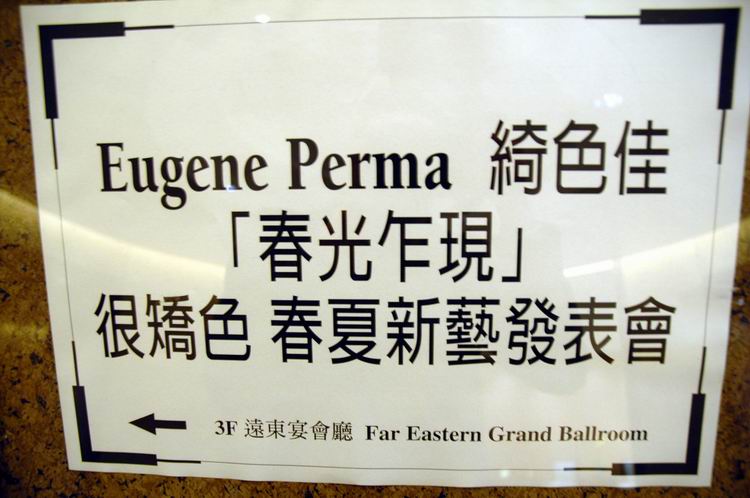 Eugene Perma 綺色佳
「春光乍現」
很矯色 春夏新藝發表會
3F 遠東宴會廳 Far Eastern Grand Ballroom